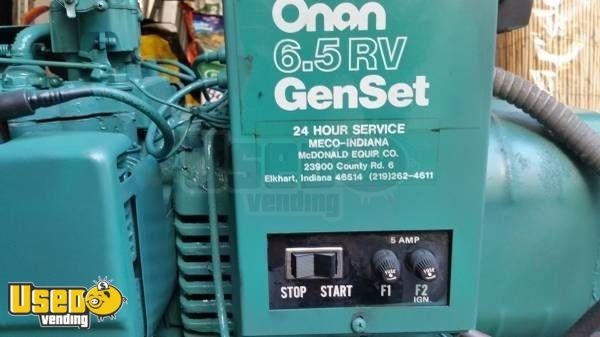 Onan
6.5 RV
GenSet
24 HOUR SERVICE
MECO-INDIANA
McDONALD EQUIP. CO.
23900 County Rd. 6
Elkhart, Indiana 46514 (219)262-4611
5 AMP
STOP START F1 F2
IGN
USED
vending
USED
vending